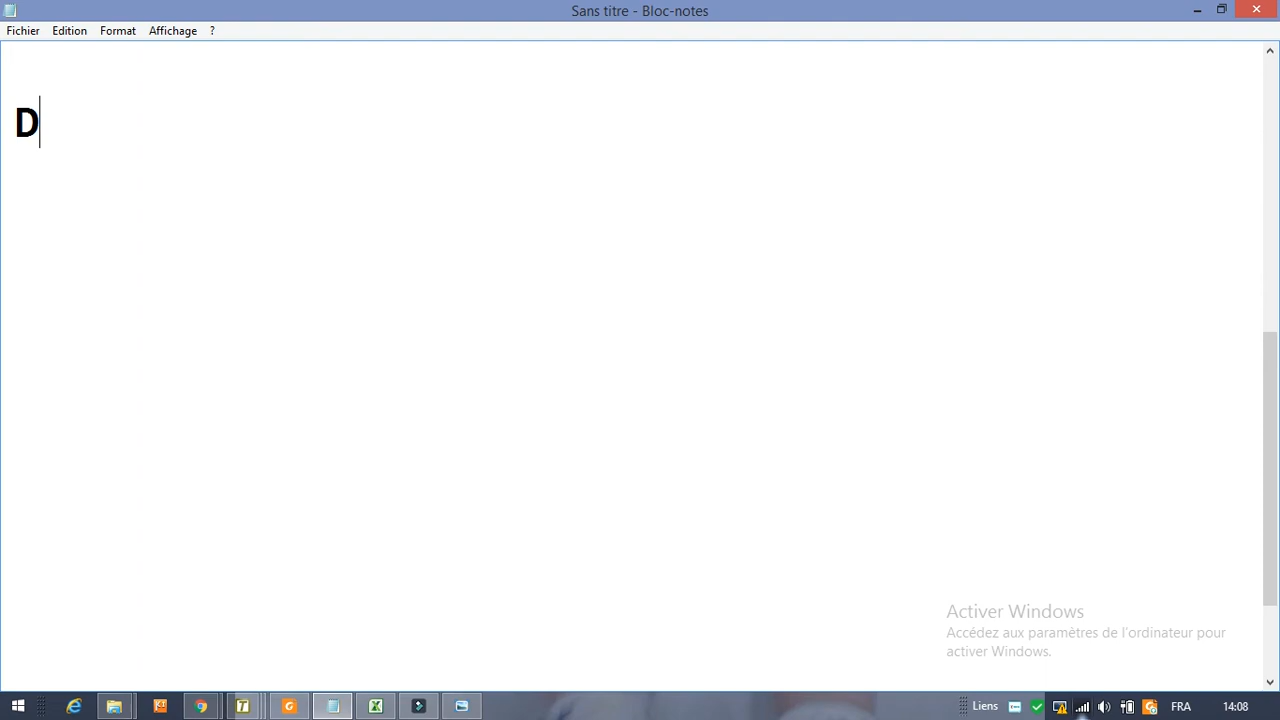 Sans titre - Bloc-notes
Fichier Edition Format Affichage ?
D
Activer Windows
Accédez aux paramètres de l'ordinateur pour
activer Windows.
Liens FRA 14:08